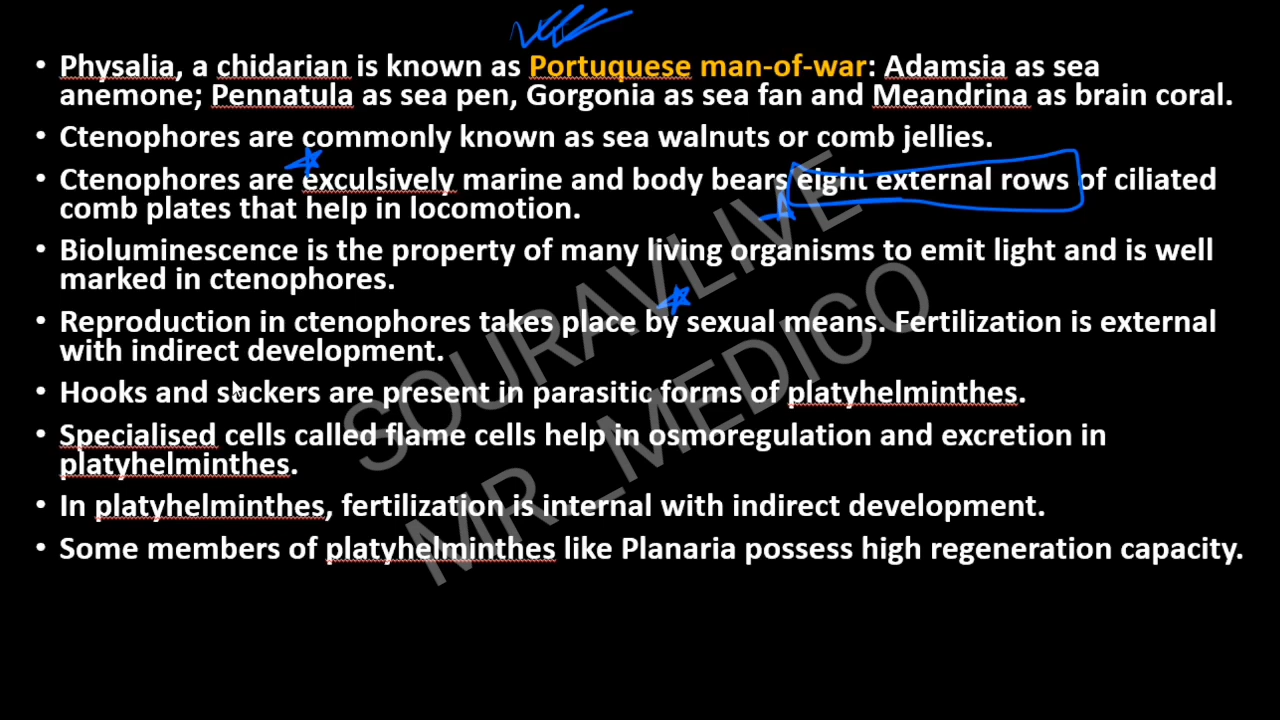 • Physalia, a chidarian is known as Portuquese man-of-war: Adamsia as sea
anemone; Pennatula as sea pen, Gorgonia as sea fan and Meandrina as brain coral.
• Ctenophores are commonly known as sea walnuts or comb jellies.
• Ctenophores are exculsively marine and body bears eight external rows of ciliated
comb plates that help in locomotion.
• Bioluminescence is the property of many living organisms to emit light and is well
marked in ctenophores.
• Reproduction in ctenophores takes place by sexual means. Fertilization is external
with indirect development.
• Hooks and suckers are present in parasitic forms of platyhelminthes.
• Specialised cells called flame cells help in osmoregulation and excretion in
platyhelminthes.
• In platyhelminthes, fertilization is internal with indirect development.
• Some members of platyhelminthes like Planaria possess high regeneration capacity.
SOURAVLIVE
MR_MEDICO